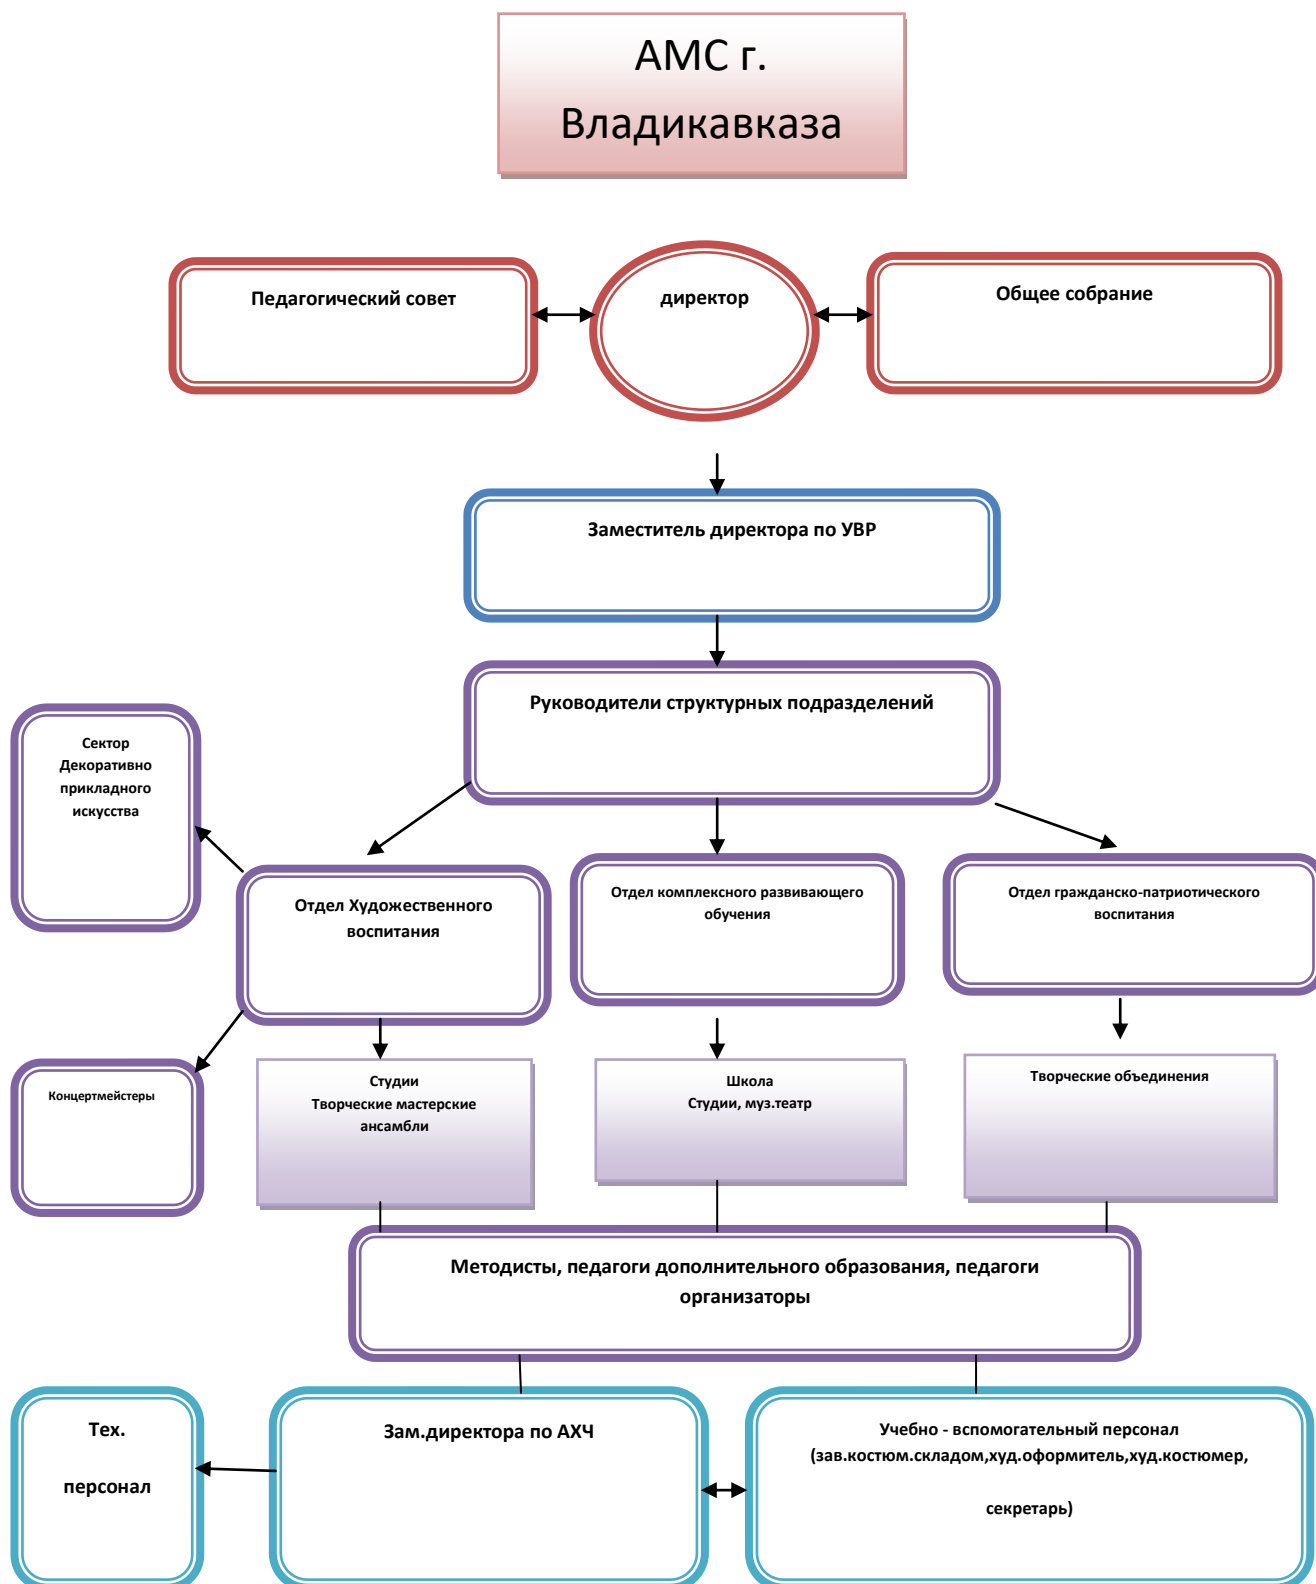 АМС г.
Владикавказа
Педагогический совет
директор
Общее собрание
Заместитель директора по УВР
Руководители структурных подразделений
Сектор
Декоративно
прикладного
искусства
Отдел Художественного
воспитания
Отдел комплексного развивающего
обучения
Отдел гражданско-патриотического
воспитания
Концертмейстеры
Студии
Творческие мастерские
ансамбли
Школа
Студии, муз.театр
Творческие объединения
Методисты, педагоги дополнительного образования, педагоги
организаторы
Тех.
персонал
Зам.директора по АХЧ
Учебно - вспомогательный персонал
(зав.костюм.складом,худ.оформитель,худ.костюмер,
секретарь)